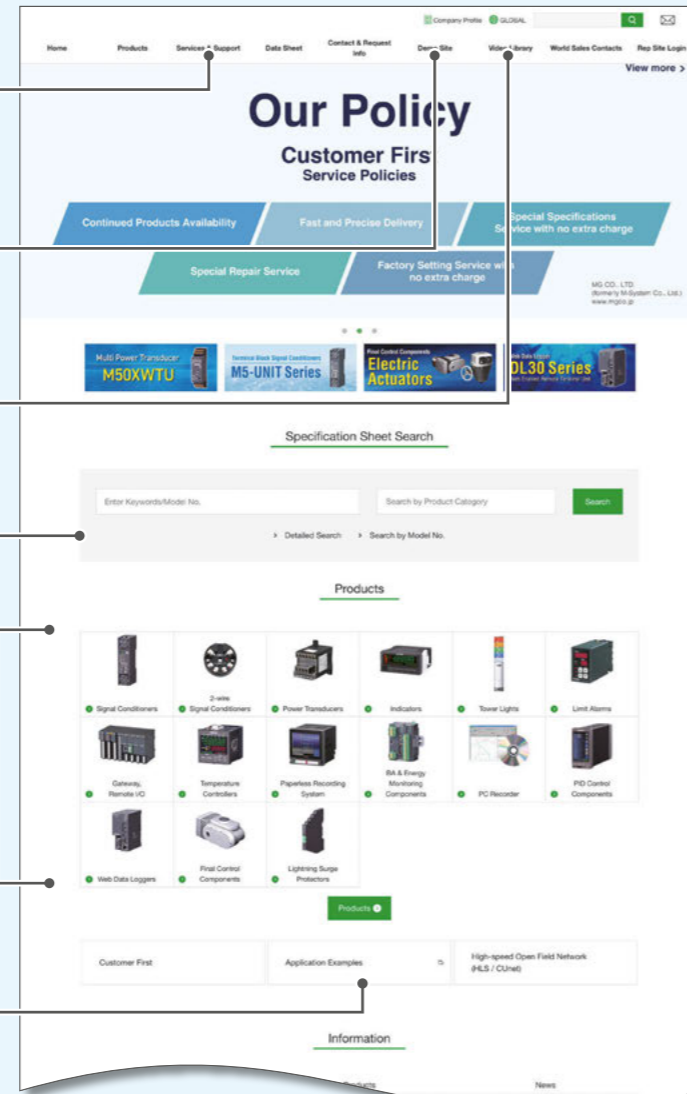 Company Profile GLOBAL
Home Products Services & Support Data Sheet Contact & Request Info Demo Site Video Library World Sales Contacts Rep Site Login
View more >
Our Policy
Customer First
Service Policies
Continued Products Availability
Fast and Precise Delivery
Special Specifications
Service with no extra charge
Special Repair Service
Factory Setting Service with
no extra charge
MG CO., LTD.
(formerly M-System Co., Ltd.)
www.mgco.jp
Multi Power Transducer
M50XWTU
Terminal Block Signal Conditioners
M5-UNIT Series
Final Control Components
Electric
Actuators
DL30 Series
Specification Sheet Search
Enter Keywords/Model No.
Search by Product Category
Search
> Detailed Search > Search by Model No.
Products
Signal Conditioners
2-wire
Signal Conditioners
Power Transducers
Indicators
Tower Lights
Limit Alarms
Gateway,
Remote I/O
Temperature
Controllers
Paperless Recording
System
BA & Energy
Monitoring
Components
PC Recorder
PID Control
Components
Web Data Loggers
Final Control
Components
Lightning Surge
Protectors
Products
Customer First
Application Examples
High-speed Open Field Network
(HLS / CUnet)
Information
Products
News